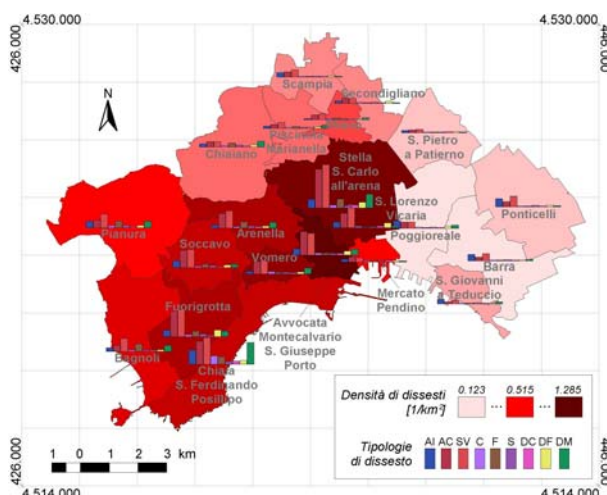 4.530.000
4.530.000
426.000
446.000
N
Scampia
Secondigliano
Piscinola
Marianella
Chiaiano
S. Pietro
a Patierno
Stella
S. Carlo
all'arena
S. Lorenzo
Vicaria
Ponticelli
Pianura
Arenella
Poggioreale
Soccavo
Vomero
Barra
S. Giovanni
a Teduccio
Mercato
Pendino
Fuorigrotta
Avvocata
Montecalvario
S. Giuseppe
Porto
Bagnoli
Chiaia
S. Ferdinando
Posillipo
Densità di dissesti
[1/km²]
0.123 ... 0.515 ... 1.285
Tipologie
di dissesto
AI AC SV C F S DC DF DM
1 0 1 2 3 km
426.000
446.000
4.514.000
4.514.000